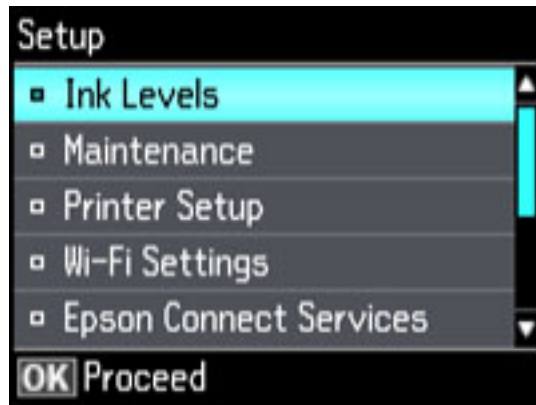 Setup
Ink Levels
Maintenance
Printer Setup
Wi-Fi Settings
Epson Connect Services
OK Proceed